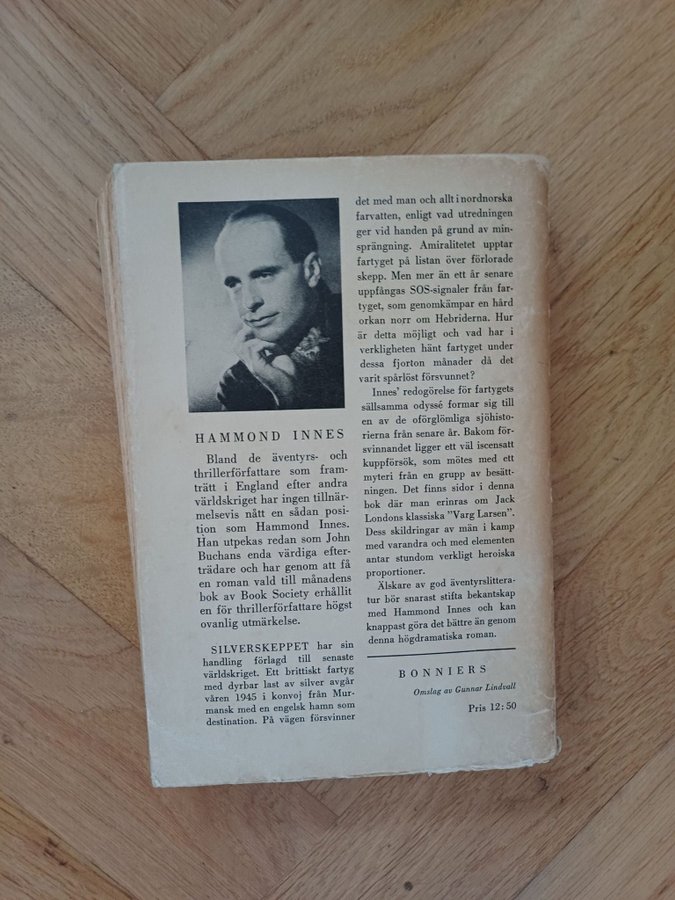 HAMMOND INNES
Bland de äventyrs- och
thrillerförfattare som fram-
trätt i England efter andra
världskriget har ingen tillnär-
melsevis nått en sådan posi-
tion som Hammond Innes.
Han utpekas redan som John
Buchans enda värdiga efter-
trädare och har genom att få
en roman vald till månadens
bok av Book Society erhållit
en för thrillerförfattare högst
ovanlig utmärkelse.
SILVERSKEPPET har sin
handling förlagd till senaste
världskriget. Ett brittiskt fartyg
med dyrbar last av silver avgår
våren 1945 i konvoj från Mur-
mansk med en engelsk hamn som
destination. På vägen försvinner
det med man och allt i nordnorska
farvatten, enligt vad utredningen
ger vid handen på grund av min-
sprängning. Amiralitetet upptar
fartyget på listan över förlorade
skepp. Men mer än ett år senare
uppfångas SOS-signaler från far-
tyget, som genomkämpar en hård
orkan norr om Hebriderna. Hur
är detta möjligt och vad har i
verkligheten hänt fartyget under
dessa fjorton månader då det
varit spårlöst försvunnet?
Innes' redogörelse för fartygets
sällsamma odyssé formar sig till
en av de oförglömliga sjöhisto-
rierna från senare år. Bakom för-
svinnandet ligger ett väl iscensatt
kuppförsök, som mötes med ett
myteri från en grupp av besätt-
ningen. Det finns sidor i denna
bok där man erinras om Jack
Londons klassiska "Varg Larsen".
Dess skildringar av män i kamp
med varandra och med elementen
antar stundom verkligt heroiska
proportioner.
Älskare av god äventyrslittera-
tur bör snarast stifta bekantskap
med Hammond Innes och kan
knappast göra det bättre än genom
denna högdramatiska roman.
BONNIERS
Omslag av Gunnar Lindvall
Pris 12:50